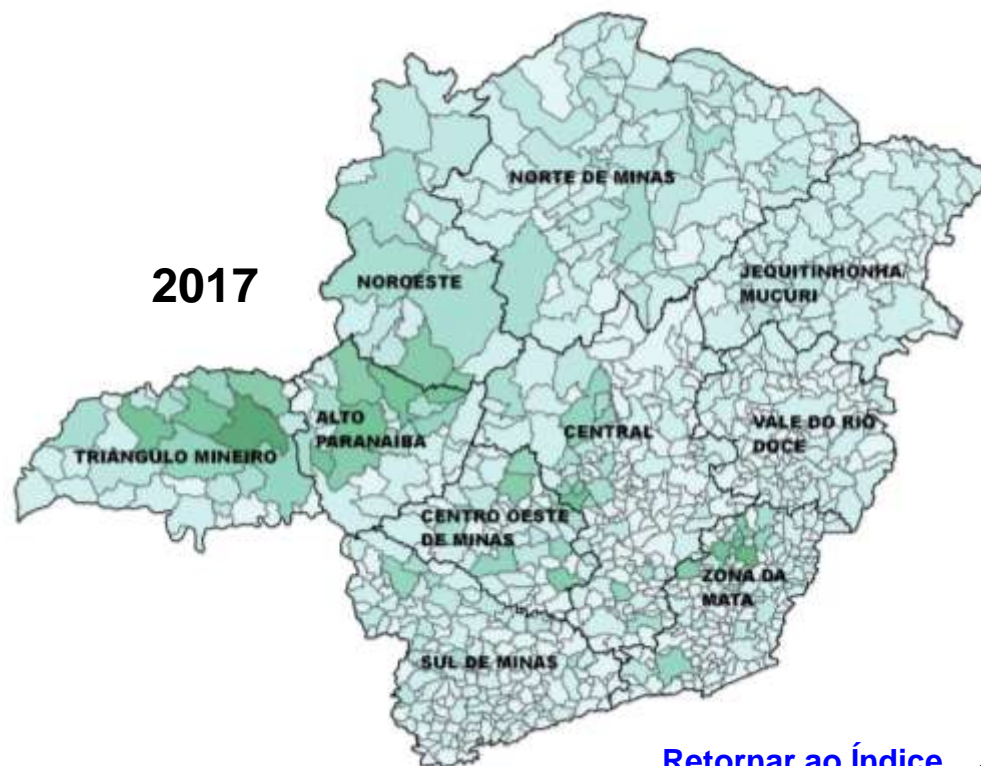 NORTE DE MINAS
2017
NOROESTE
JEQUITINHONHA/
MUCURI
ALTO
PARANAÍBA
CENTRAL
VALE DO RIO
DOCE
TRIÂNGULO MINEIRO
CENTRO OESTE
DE MINAS
ZONA DA
MATA
SUL DE MINAS
Retornar ao Índice